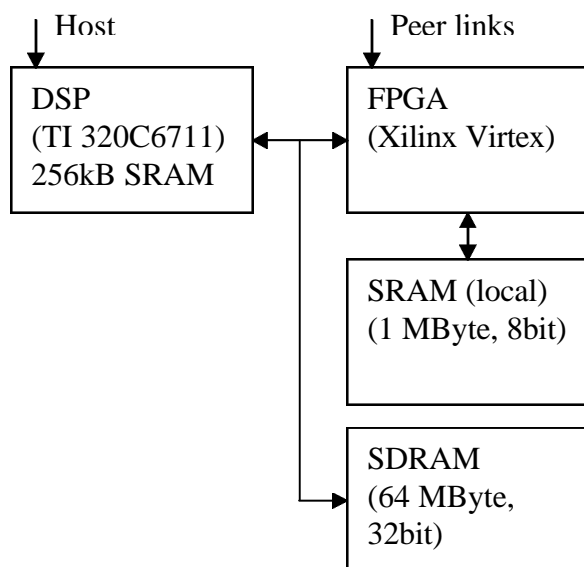 Host
Peer links
DSP
(TI 320C6711)
256kB SRAM
FPGA
(Xilinx Virtex)
SRAM (local)
(1 MByte, 8bit)
SDRAM
(64 MByte,
32bit)